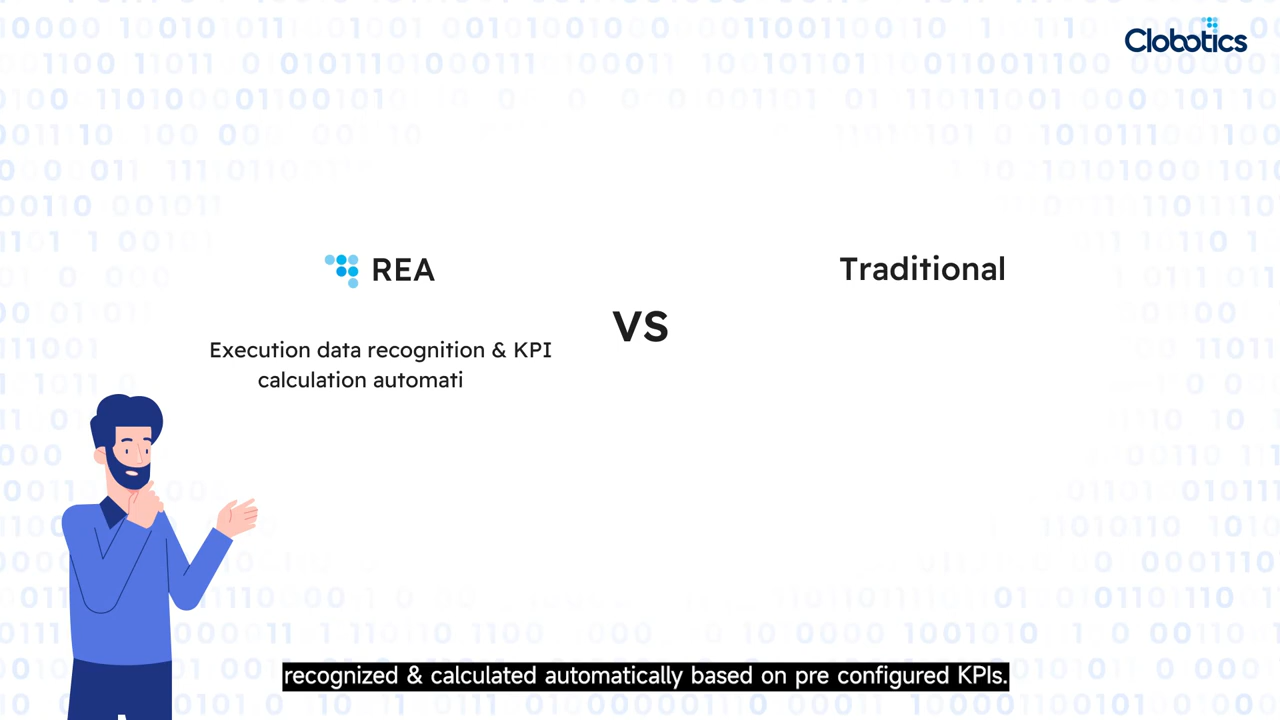 Clobotics
REA
Traditional
VS
Execution data recognition & KPI
calculation automati
recognized & calculated automatically based on pre configured KPIs.